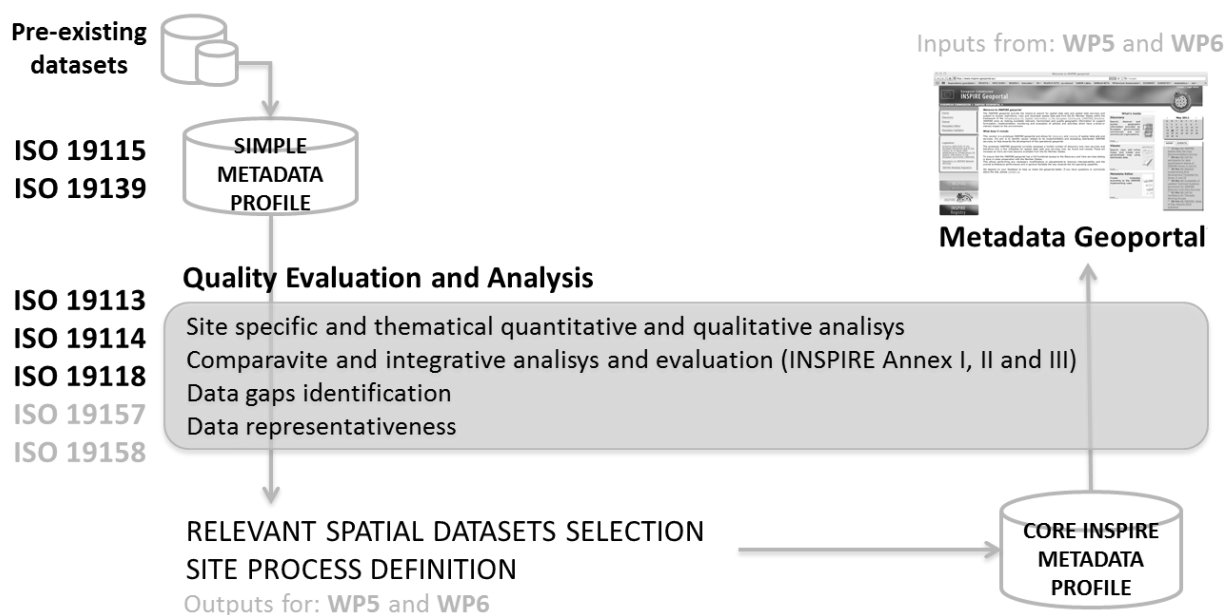 Pre-existing
datasets
Inputs from: WP5 and WP6
INSPIRE Geoportal
ISO 19115
ISO 19139
SIMPLE
METADATA
PROFILE
Metadata Geoportal
Quality Evaluation and Analysis
ISO 19113
ISO 19114
ISO 19118
ISO 19157
ISO 19158
Site specific and thematical quantitative and qualitative analisys
Comparavite and integrative analisys and evaluation (INSPIRE Annex I, II and III)
Data gaps identification
Data representativeness
RELEVANT SPATIAL DATASETS SELECTION
SITE PROCESS DEFINITION
Outputs for: WP5 and WP6
CORE INSPIRE
METADATA
PROFILE